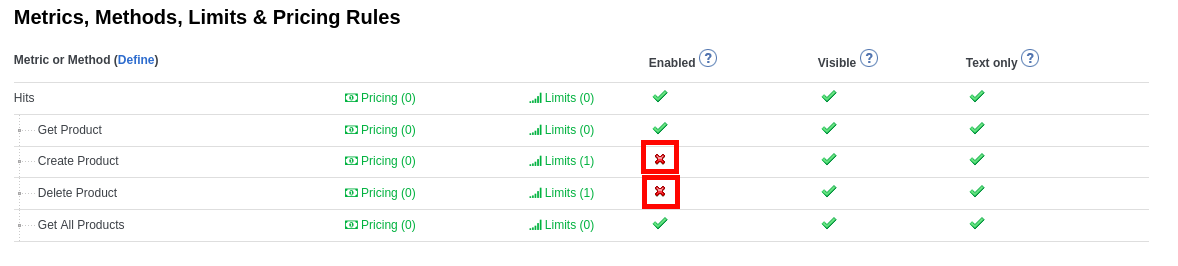 Metrics, Methods, Limits & Pricing Rules
Metric or Method (Define) Enabled ? Visible ? Text only ?
Hits Pricing (0) Limits (0)
Get Product Pricing (0) Limits (0)
Create Product Pricing (0) Limits (1)
Delete Product Pricing (0) Limits (1)
Get All Products Pricing (0) Limits (0)